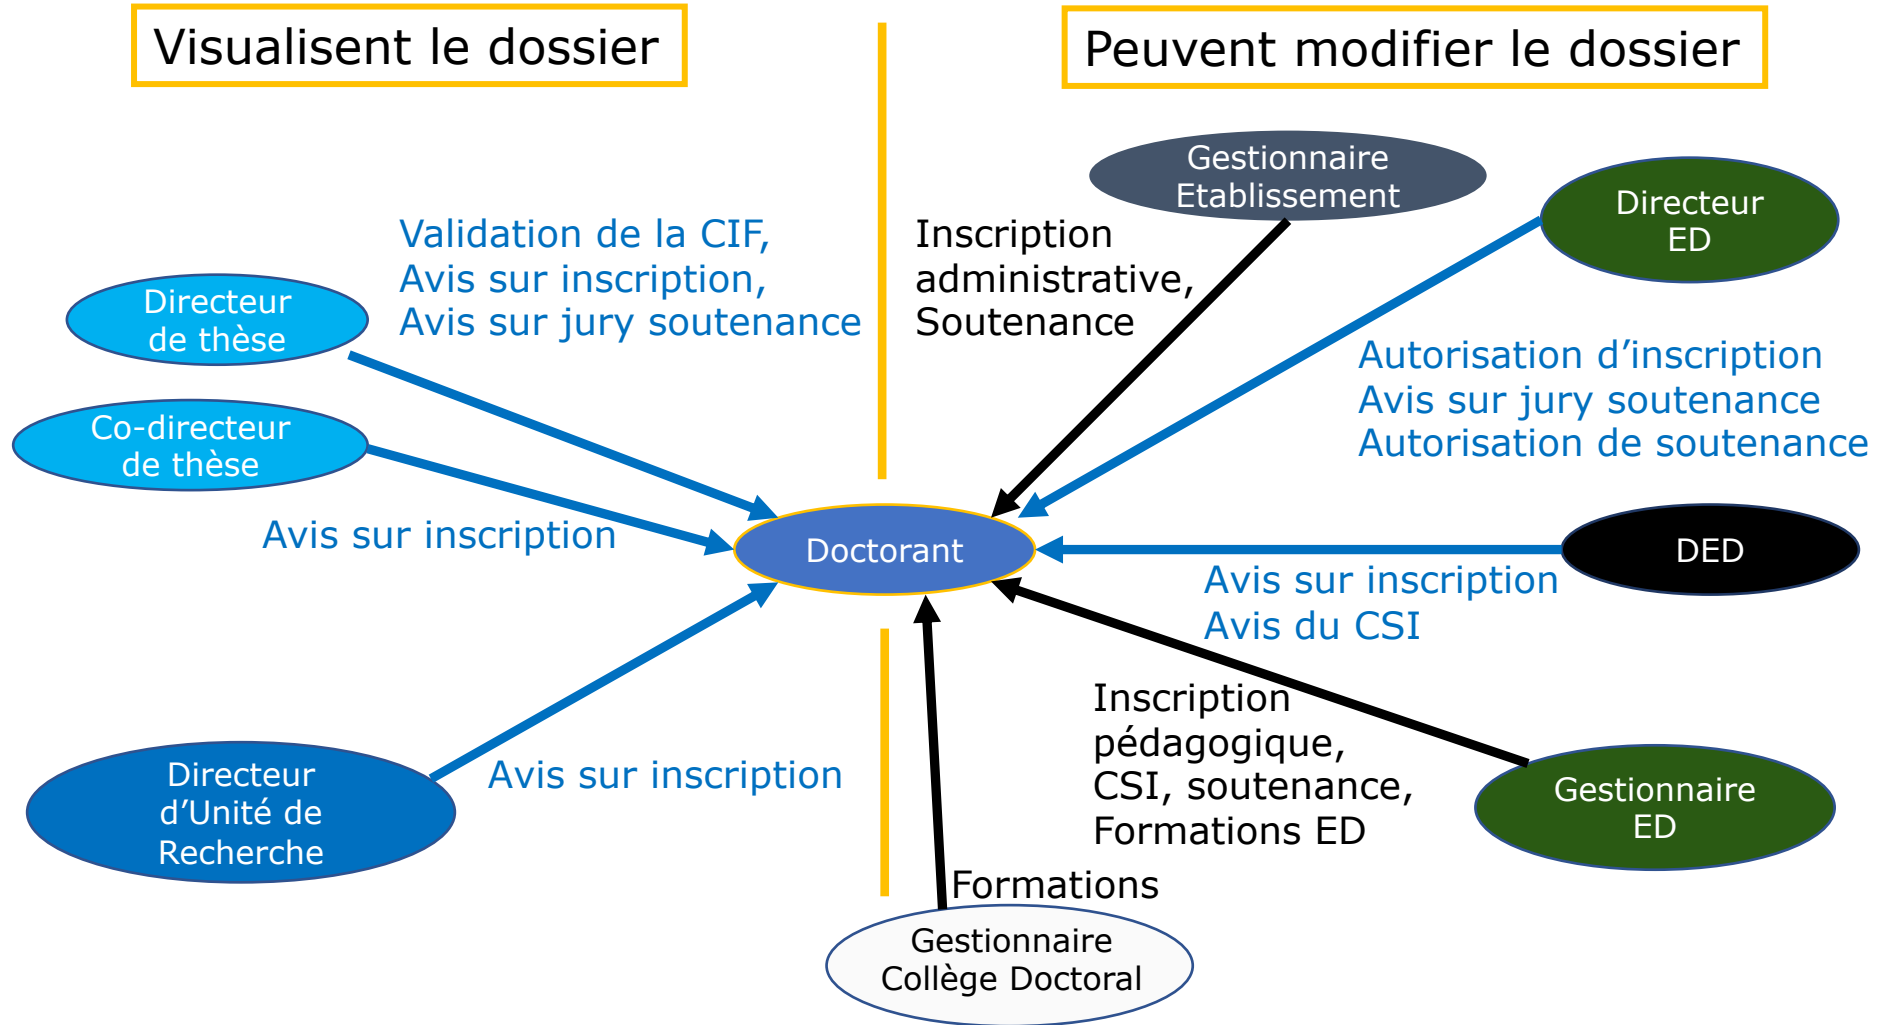 Visualisent le dossier
Peuvent modifier le dossier
Gestionnaire
Etablissement
Directeur
ED
Validation de la CIF,
Avis sur inscription,
Avis sur jury soutenance
Inscription
administrative,
Soutenance
Directeur
de thèse
Autorisation d’inscription
Avis sur jury soutenance
Autorisation de soutenance
Co-directeur
de thèse
Avis sur inscription
Doctorant
DED
Avis sur inscription
Avis du CSI
Inscription
pédagogique,
CSI, soutenance,
Formations ED
Directeur
d’Unité de
Recherche
Avis sur inscription
Gestionnaire
ED
Formations
Gestionnaire
Collège Doctoral